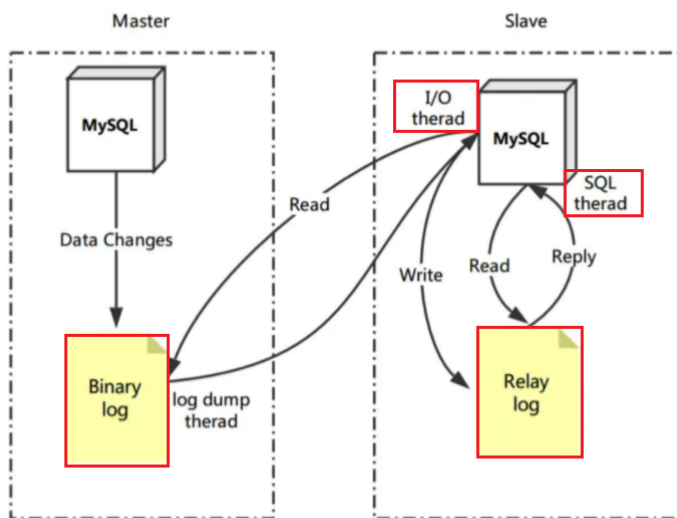 Master
Slave
I/O
therad
MySQL
MySQL
SQL
therad
Read
Data Changes
Write
Read
Reply
Binary
log
log dump
therad
Relay
log